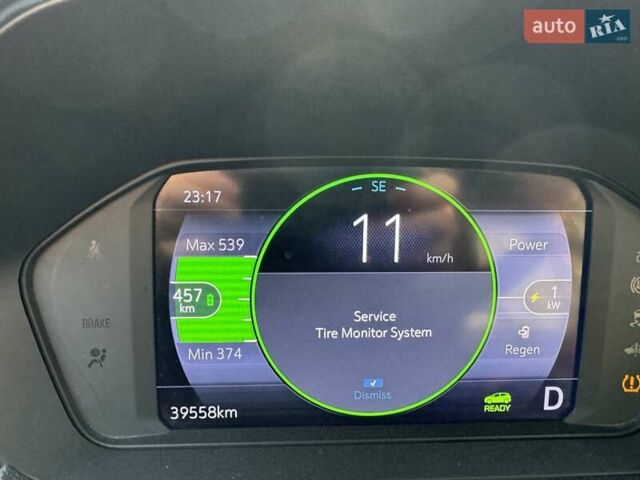 auto RIA
.com
SE
23:17
11
km/h
Max 539
Power
457
km
1
kW
Service
Tire Monitor System
BRAKE
Min 374
Regen
Dismiss
39558km
READY
D